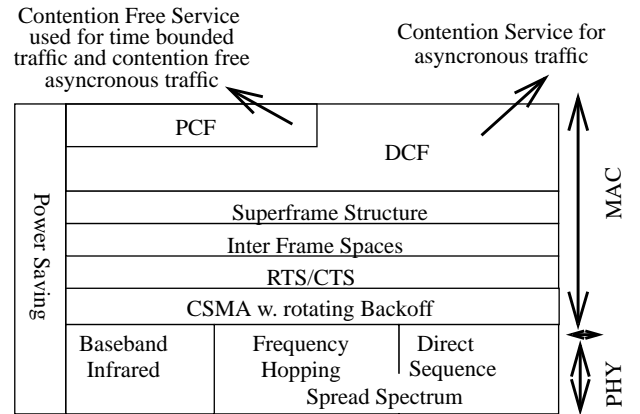 Contention Free Service
used for time bounded
traffic and contention free
asyncronous traffic
Contention Service for
asyncronous traffic
PCF
DCF
Superframe Structure
Inter Frame Spaces
RTS/CTS
CSMA w. rotating Backoff
Power Saving
MAC
Baseband
Infrared
Frequency
Hopping
Direct
Sequence
Spread Spectrum
PHY